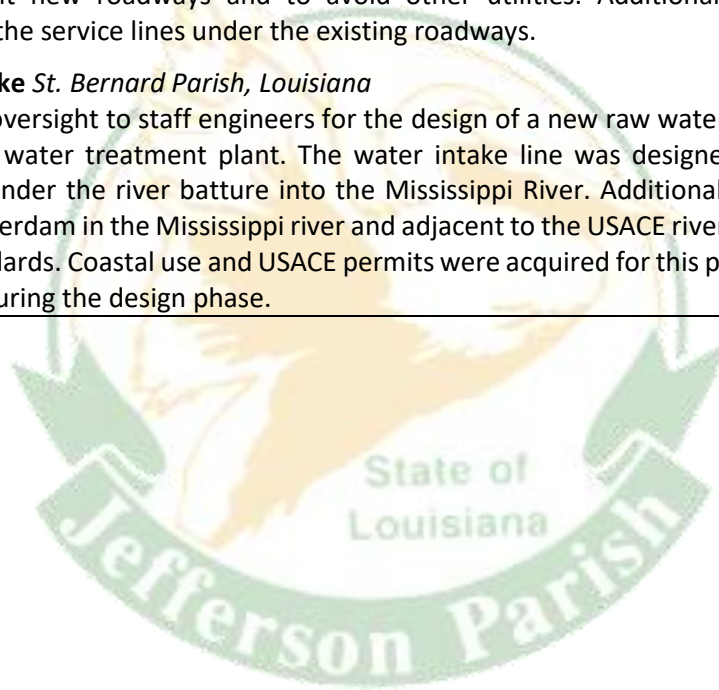 new roadways and to avoid other utilities.
the service lines under the existing roadways.
ke St. Bernard Parish, Louisiana
oversight to staff engineers for the design of a new raw water
water treatment plant. The water intake line was designe
nder the river batture into the Mississippi River. Additional
erdam in the Mississippi river and adjacent to the USACE river
dards. Coastal use and USACE permits were acquired for this p
uring the design phase.
State of
Louisiana
Jefferson Parish